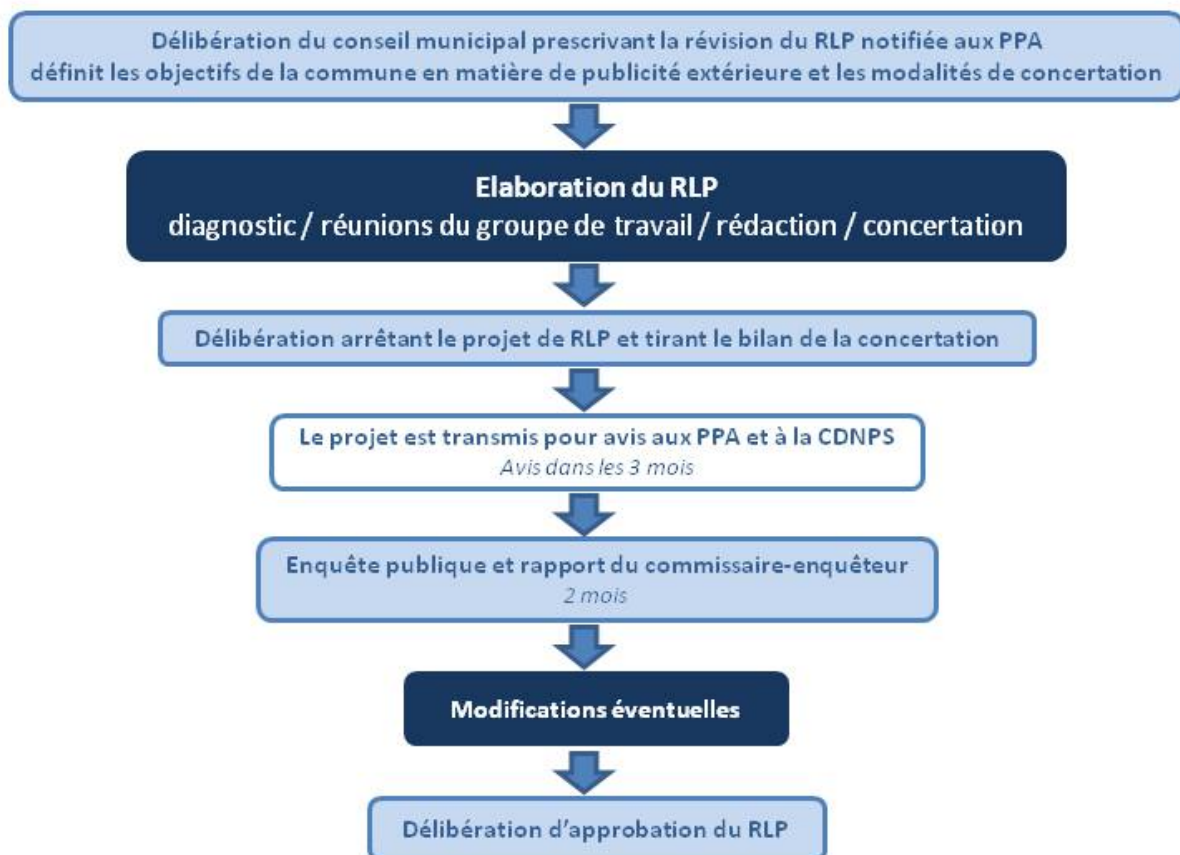 Délibération du conseil municipal prescrivant la révision du RLP notifiée aux PPA
définit les objectifs de la commune en matière de publicité extérieure et les modalités de concertation
Elaboration du RLP
diagnostic / réunions du groupe de travail / rédaction / concertation
Délibération arrêtant le projet de RLP et tirant le bilan de la concertation
Le projet est transmis pour avis aux PPA et à la CDNPS
Avis dans les 3 mois
Enquête publique et rapport du commissaire-enquêteur
2 mois
Modifications éventuelles
Délibération d'approbation du RLP